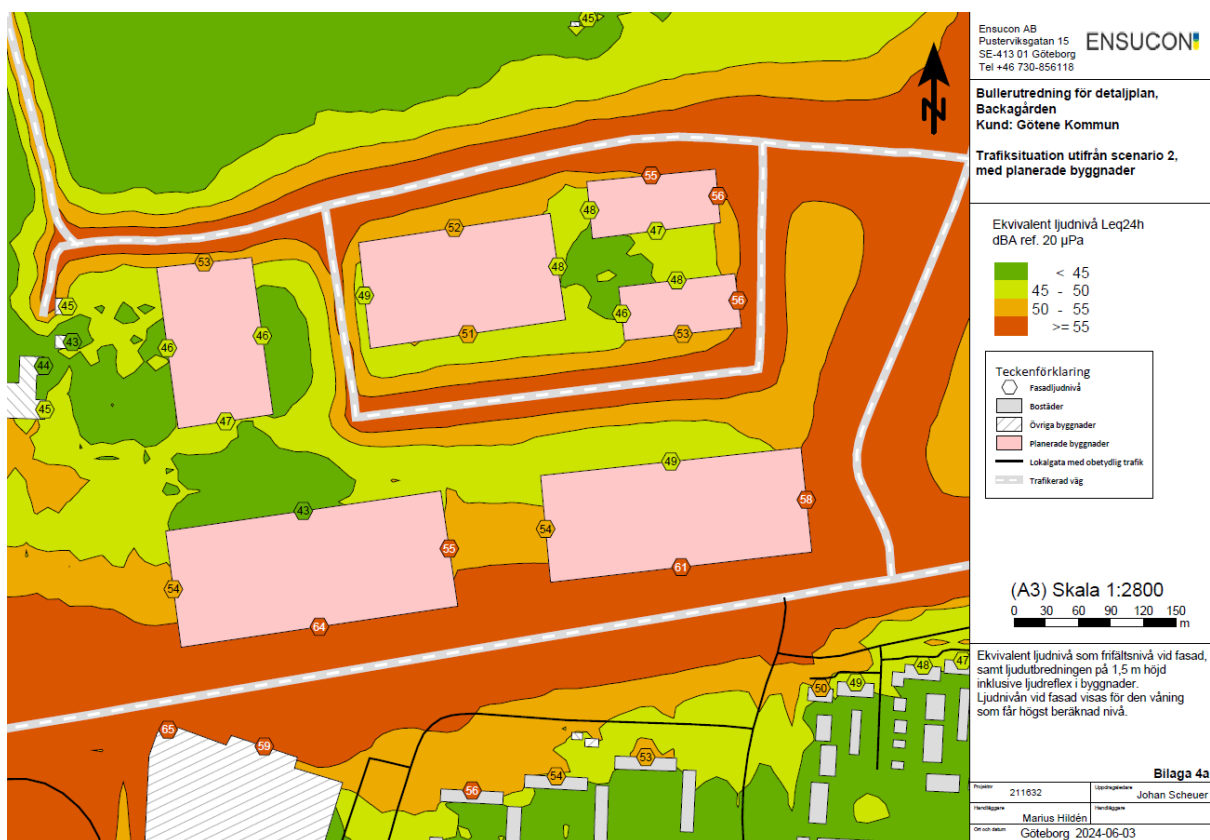 Ensucon AB
Pusterviksgatan 15
SE-413 01 Göteborg
Tel +46 730-856118
ENSUCON
Bullerutredning för detaljplan,
Backagården
Kund: Götene Kommun
Trafiksituation utifrån scenario 2,
med planerade byggnader
Ekvivalent ljudnivå Leq24h
dBA ref. 20 µPa
< 45
45 - 50
50 - 55
>= 55
Teckenförklaring
Fasadljudnivå
Bostäder
Övriga byggnader
Planerade byggnader
Lokalgata med obetydlig trafik
Trafikerad väg
(A3) Skala 1:2800
0 30 60 90 120 150
m
Ekvivalent ljudnivå som frifältsnivå vid fasad,
samt ljudutbredningen på 1,5 m höjd
inklusive ljudreflex i byggnader.
Ljudnivån vid fasad visas för den våning
som får högst beräknad nivå.
Bilaga 4a
Projektnr 211632 Uppdragsledare Johan Scheuer
Handläggare Marius Hildén Handläggare
Ort och datum Göteborg 2024-06-03
N
45
55
56
48
47
52
48
49
51
53
46
46
47
45
43
44
45
48
56
46
53
49
58
54
61
43
55
54
64
65
59
56
54
53
50
49
48
47